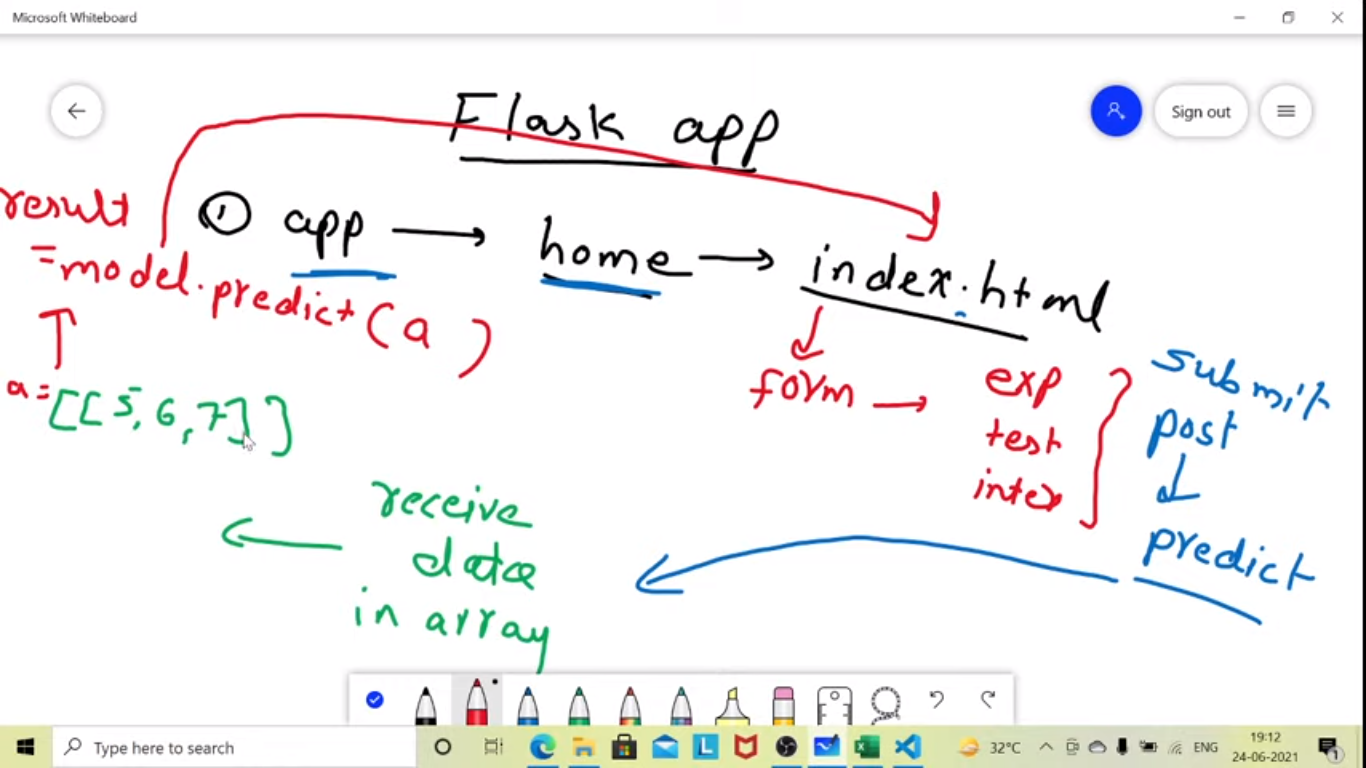 Microsoft Whiteboard
Sign out
Flask app
① app → home → index.html
result
=model.predict(a)
a=[[5,6,7]]
form → exp
test
inter
submit
post
predict
receive
data
in array
Type here to search
32°C
ENG
19:12
24-06-2021
1